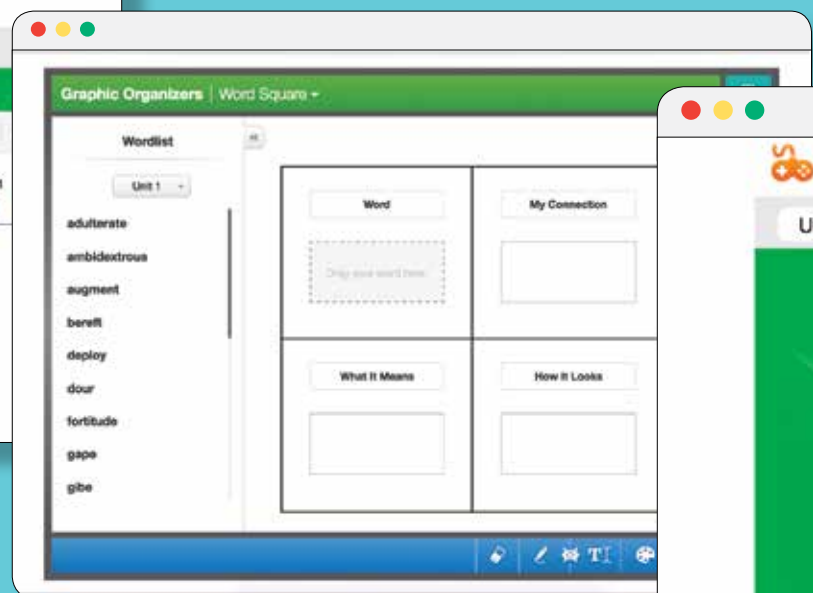 Graphic Organizers | Word Square
Wordlist
Unit 1
adulterate
ambidextrous
augment
bereft
deploy
dour
fortitude
gape
gibe
Word
My Connection
Drag your word here
What It Means
How It Looks
T
U